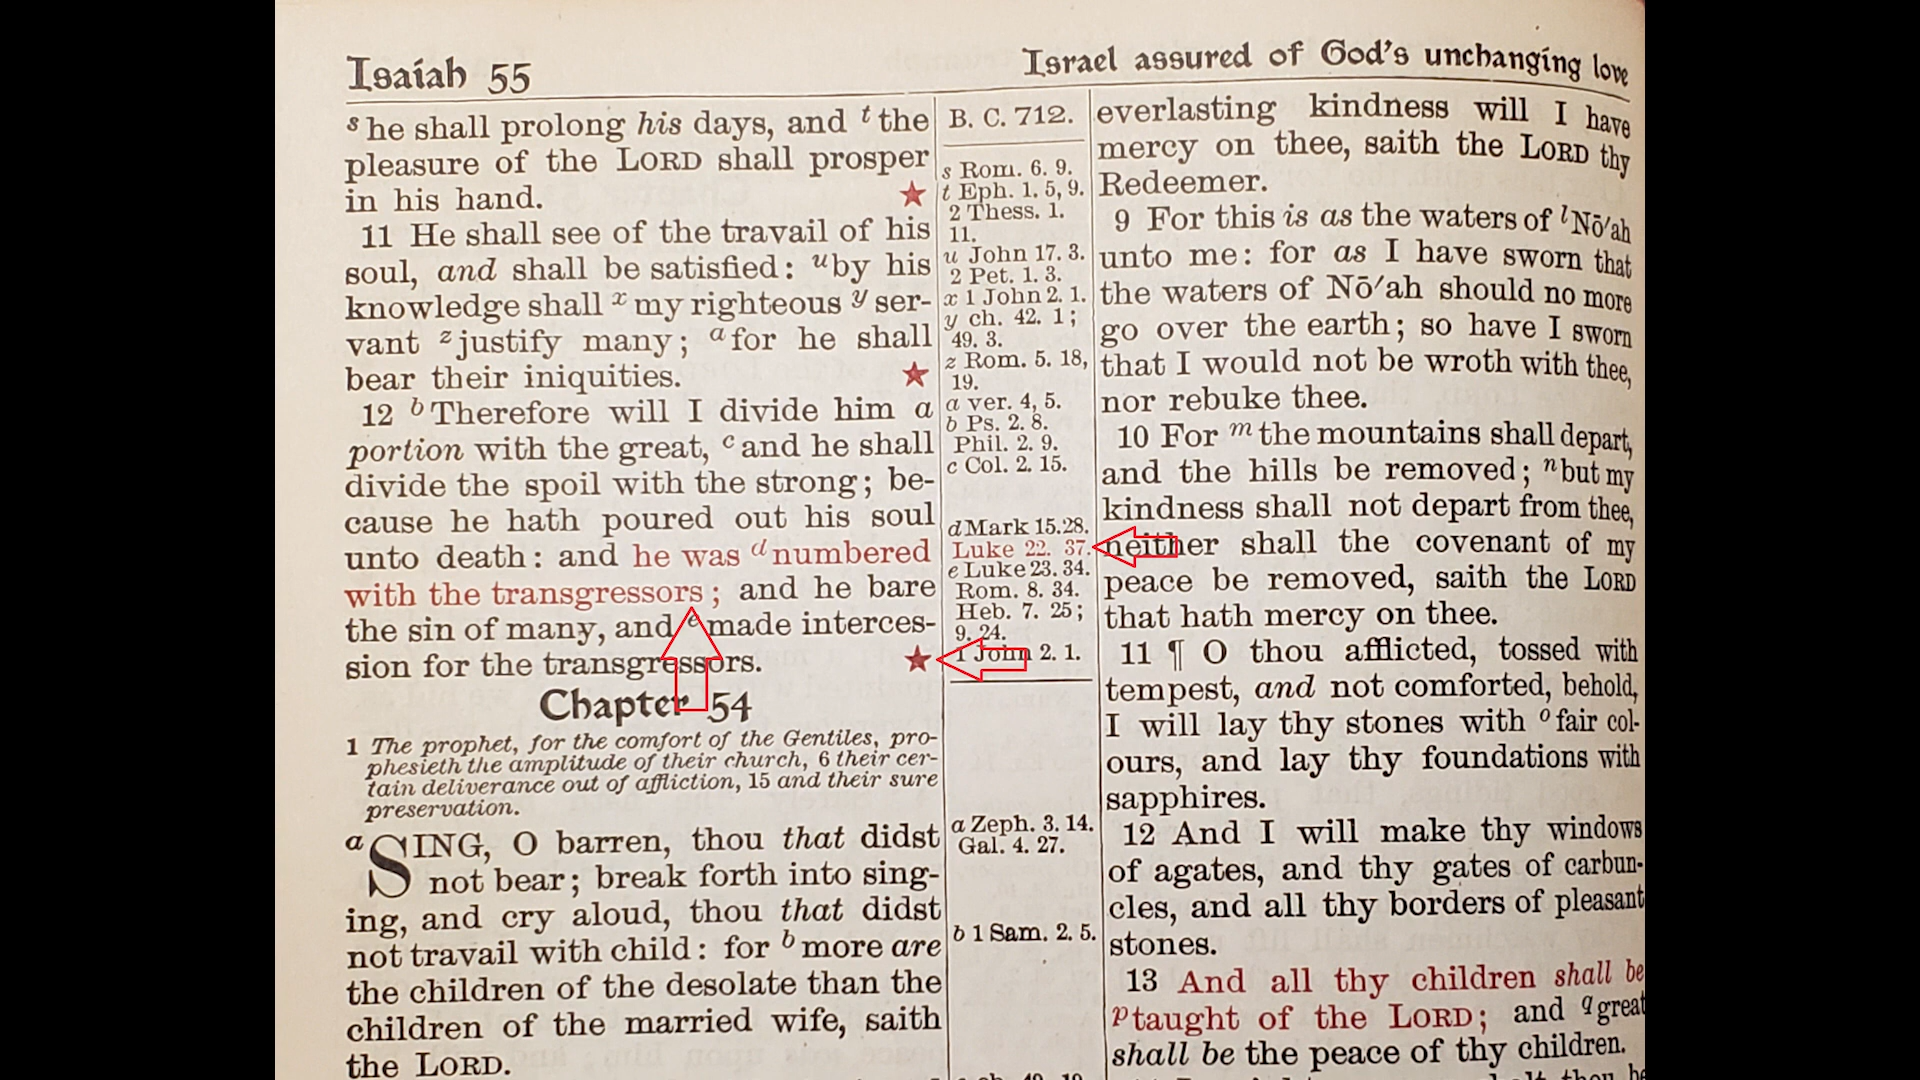 Isaiah 55
Israel assured of God's unchanging love
s he shall prolong his days, and t the
pleasure of the LORD shall prosper
in his hand. ★
11 He shall see of the travail of his
soul, and shall be satisfied: u by his
knowledge shall x my righteous y ser-
vant z justify many; a for he shall
bear their iniquities. ★
12 b Therefore will I divide him a
portion with the great, c and he shall
divide the spoil with the strong; be-
cause he hath poured out his soul
unto death: and he was d numbered
with the transgressors; and he bare
the sin of many, and e made interces-
sion for the transgressors. ★
Chapter 54
1 The prophet, for the comfort of the Gentiles, pro-
phesieth the amplitude of their church, 6 their cer-
tain deliverance out of affliction, 15 and their sure
preservation.
a SING, O barren, thou that didst
not bear; break forth into sing-
ing, and cry aloud, thou that didst
not travail with child: for b more are
the children of the desolate than the
children of the married wife, saith
the LORD.
B. C. 712.
s Rom. 6. 9.
t Eph. 1. 5, 9.
2 Thess. 1.
11.
u John 17. 3.
2 Pet. 1. 3.
x 1 John 2. 1.
y ch. 42. 1;
49. 3.
z Rom. 5. 18,
19.
a ver. 4, 5.
b Ps. 2. 8.
Phil. 2. 9.
c Col. 2. 15.
d Mark 15. 28.
Luke 22. 37.
e Luke 23. 34.
Rom. 8. 34.
Heb. 7. 25;
9. 24.
1 John 2. 1.
a Zeph. 3. 14.
Gal. 4. 27.
b 1 Sam. 2. 5.
everlasting kindness will I have
mercy on thee, saith the LORD thy
Redeemer.
9 For this is as the waters of l Nō'ah
unto me: for as I have sworn that
the waters of Nō'ah should no more
go over the earth; so have I sworn
that I would not be wroth with thee,
nor rebuke thee.
10 For m the mountains shall depart,
and the hills be removed; n but my
kindness shall not depart from thee,
neither shall the covenant of my
peace be removed, saith the LORD
that hath mercy on thee.
11 ¶ O thou afflicted, tossed with
tempest, and not comforted, behold,
I will lay thy stones with o fair col-
ours, and lay thy foundations with
sapphires.
12 And I will make thy windows
of agates, and thy gates of carbun-
cles, and all thy borders of pleasant
stones.
13 And all thy children shall be
p taught of the LORD; and q great
shall be the peace of thy children.